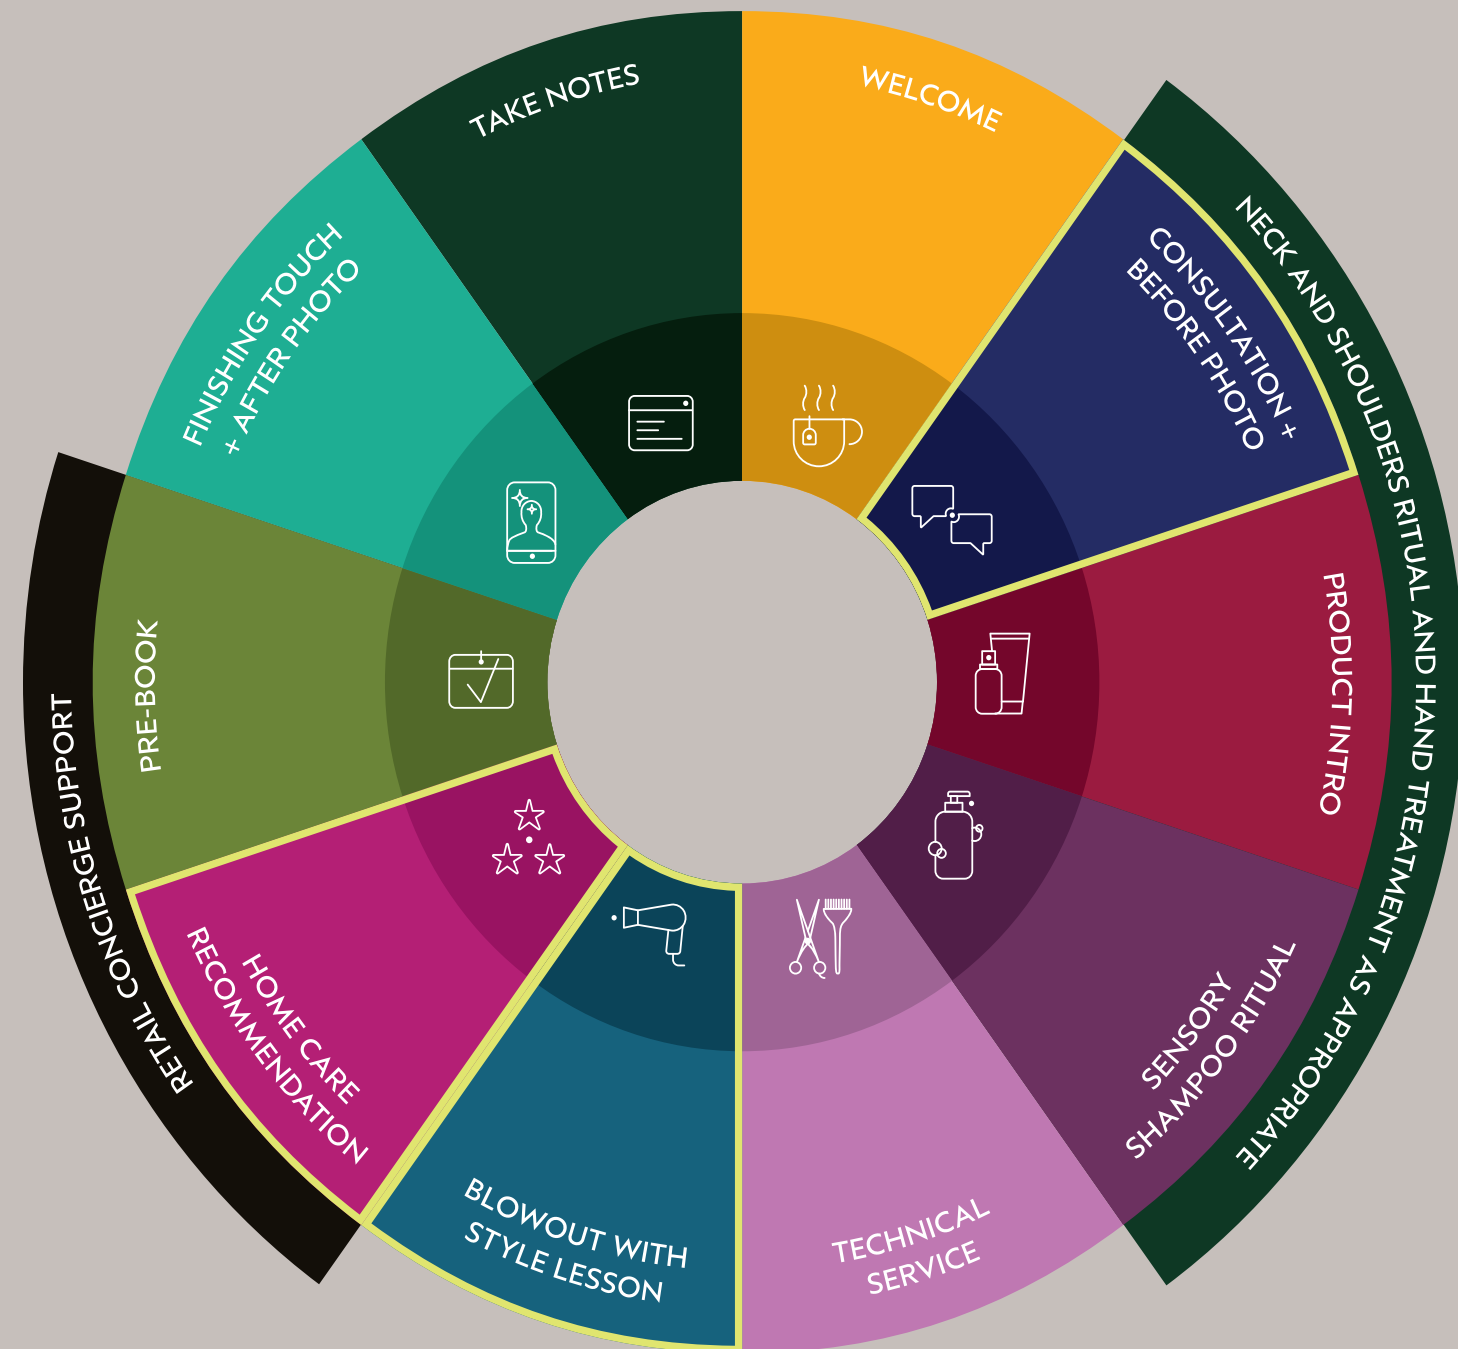 WELCOME
CONSULTATION +
BEFORE PHOTO
PRODUCT INTRO
SENSORY
SHAMPOO RITUAL
NECK AND SHOULDERS RITUAL AND HAND TREATMENT AS APPROPRIATE
TECHNICAL
SERVICE
BLOWOUT WITH
STYLE LESSON
HOME CARE
RECOMMENDATION
PRE-BOOK
RETAIL CONCIERGE SUPPORT
FINISHING TOUCH
+ AFTER PHOTO
TAKE NOTES